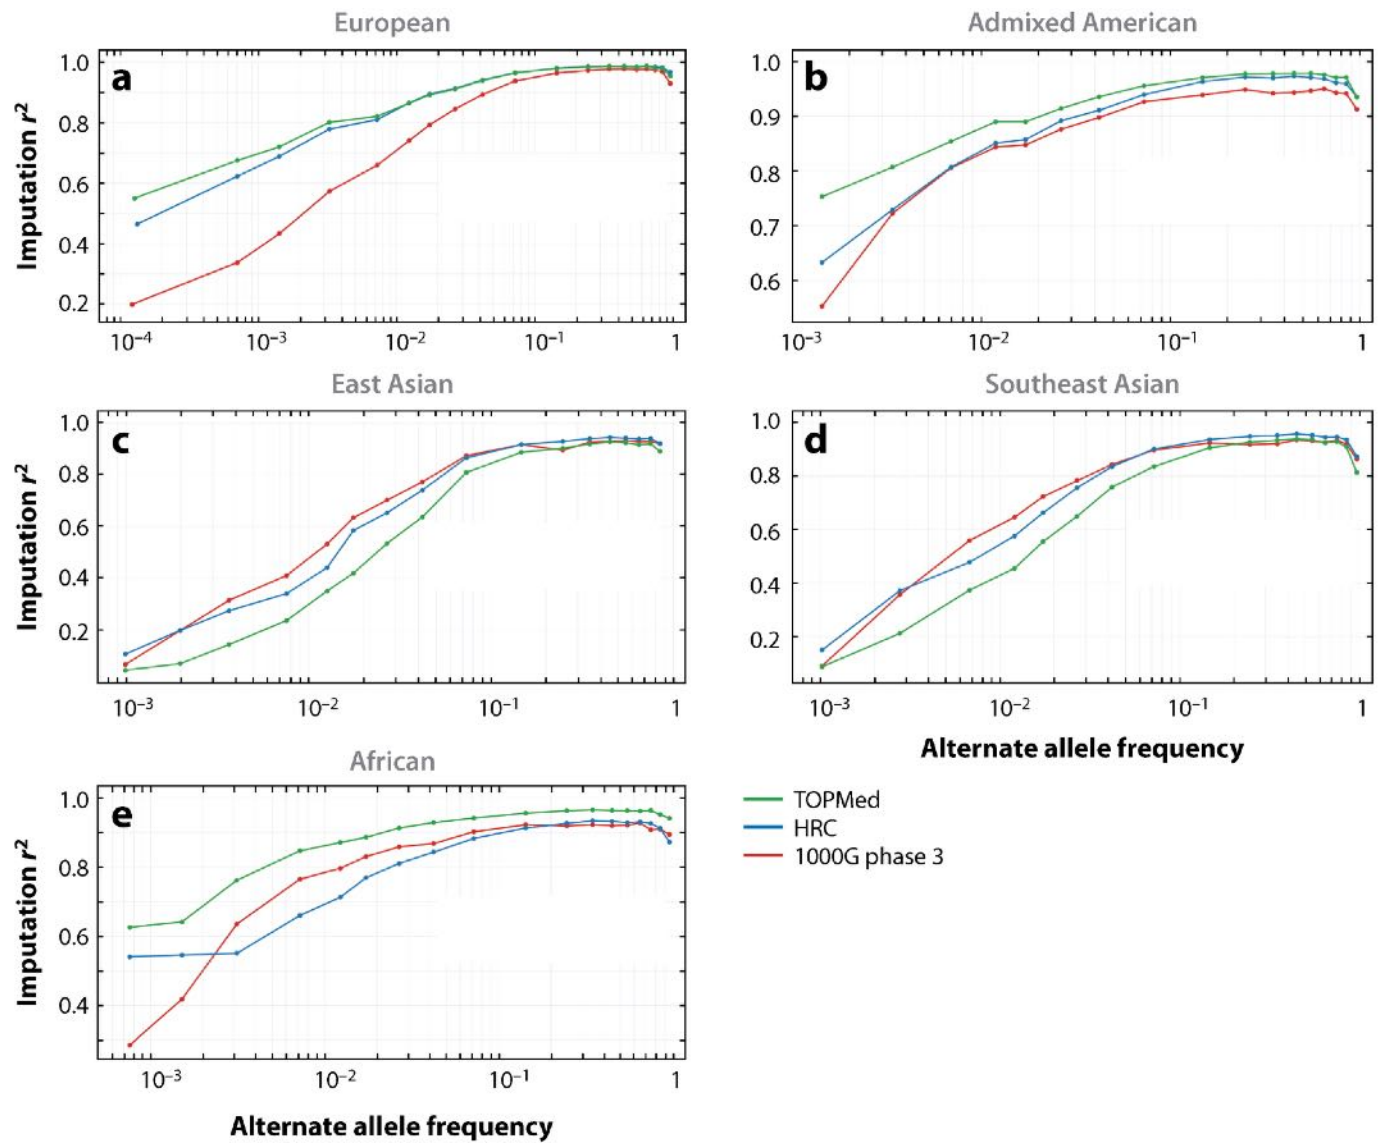 European
a
Imputation r²
1.0
0.8
0.6
0.4
0.2
10⁻⁴ 10⁻³ 10⁻² 10⁻¹ 1
Admixed American
b
1.0
0.9
0.8
0.7
0.6
10⁻³ 10⁻² 10⁻¹ 1
East Asian
c
Imputation r²
1.0
0.8
0.6
0.4
0.2
10⁻³ 10⁻² 10⁻¹ 1
Southeast Asian
d
1.0
0.8
0.6
0.4
0.2
10⁻³ 10⁻² 10⁻¹ 1
Alternate allele frequency
African
e
Imputation r²
1.0
0.8
0.6
0.4
10⁻³ 10⁻² 10⁻¹ 1
Alternate allele frequency
TOPMed
HRC
1000G phase 3